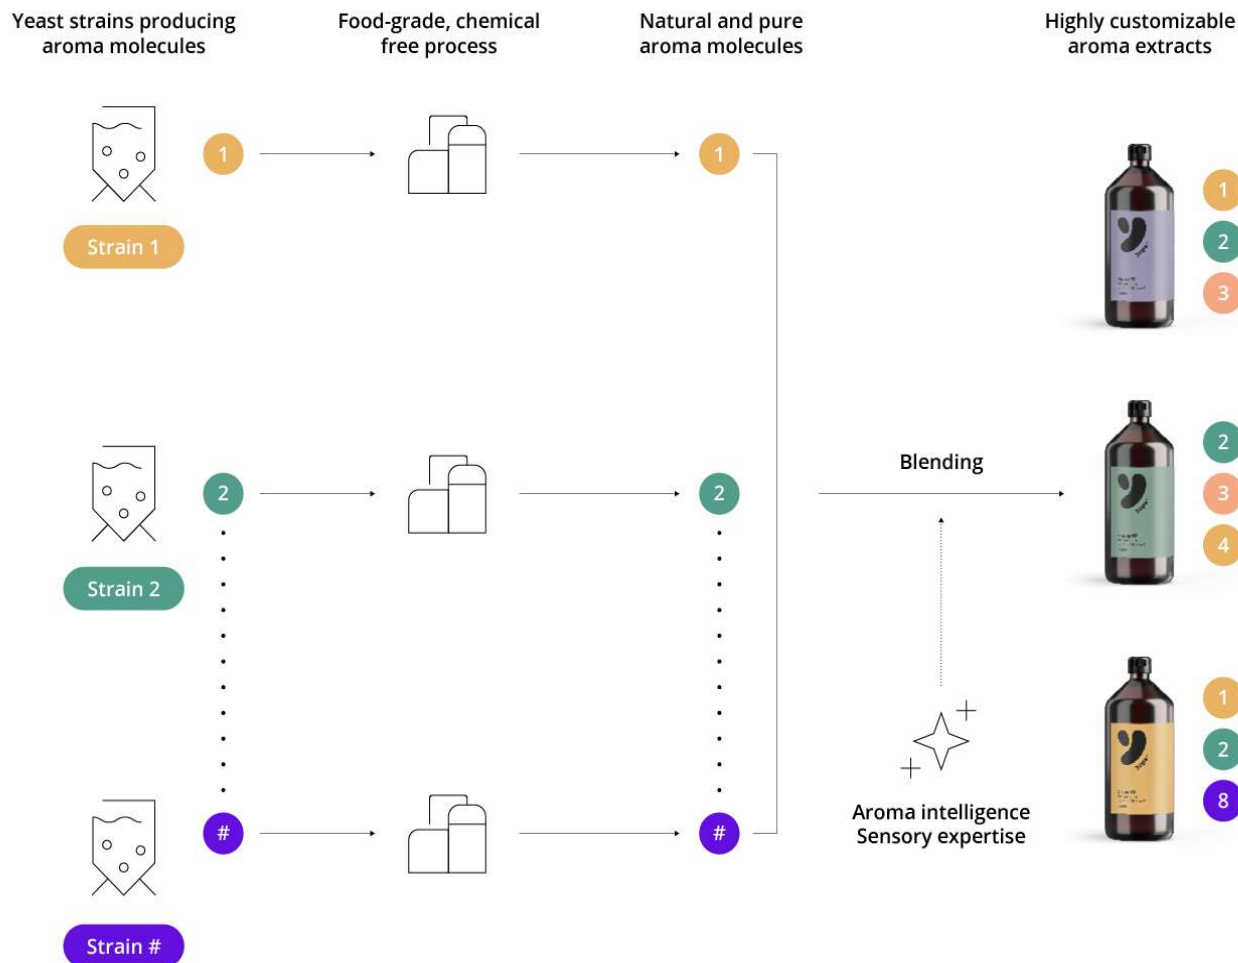 Yeast strains producing
aroma molecules
Food-grade, chemical
free process
Natural and pure
aroma molecules
Highly customizable
aroma extracts
1
1
Strain 1
1
2
3
2
2
Strain 2
Blending
2
3
4
#
#
Strain #
Aroma intelligence
Sensory expertise
1
2
8